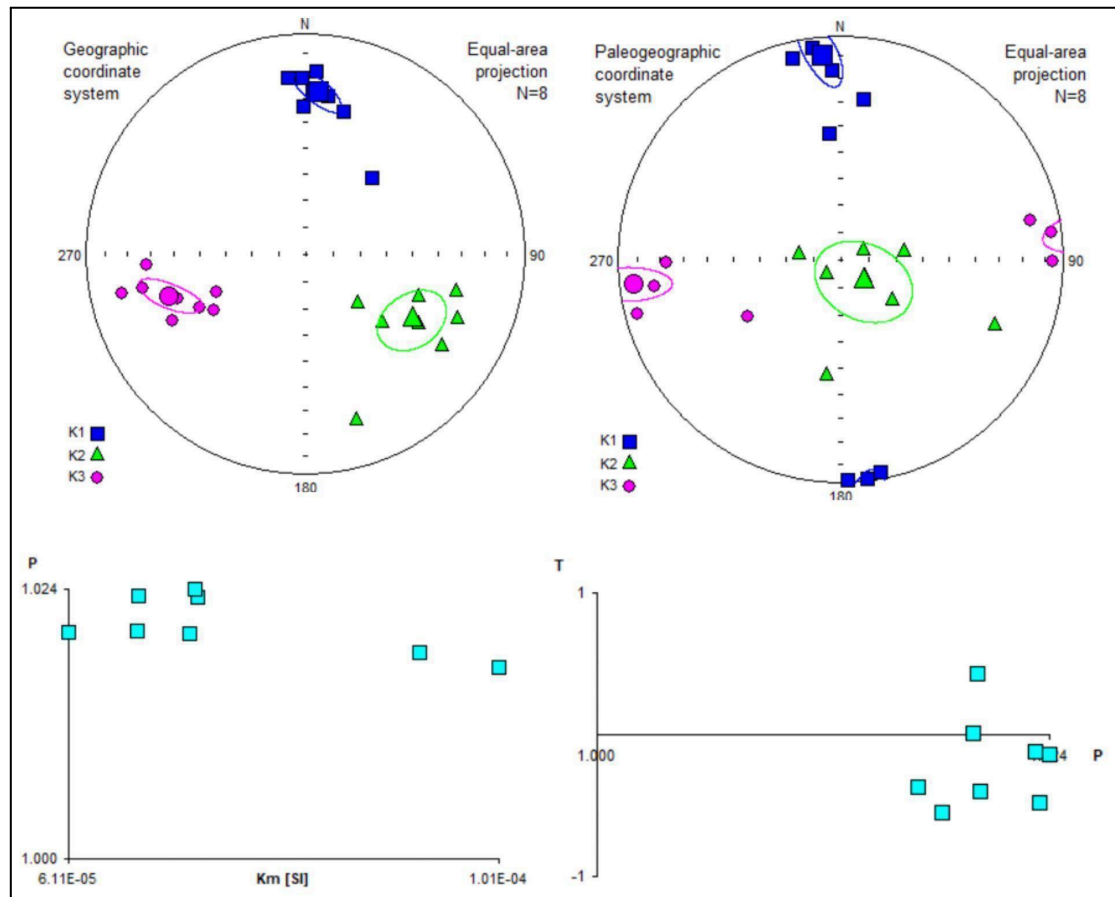 N
Geographic
coordinate
system
Equal-area
projection
N=8
270
90
180
K1
K2
K3
N
Paleogeographic
coordinate
system
Equal-area
projection
N=8
270
90
180
K1
K2
K3
P
1.024
1.000
6.11E-05
Km [SI]
1.01E-04
T
1
1.000
P
-1